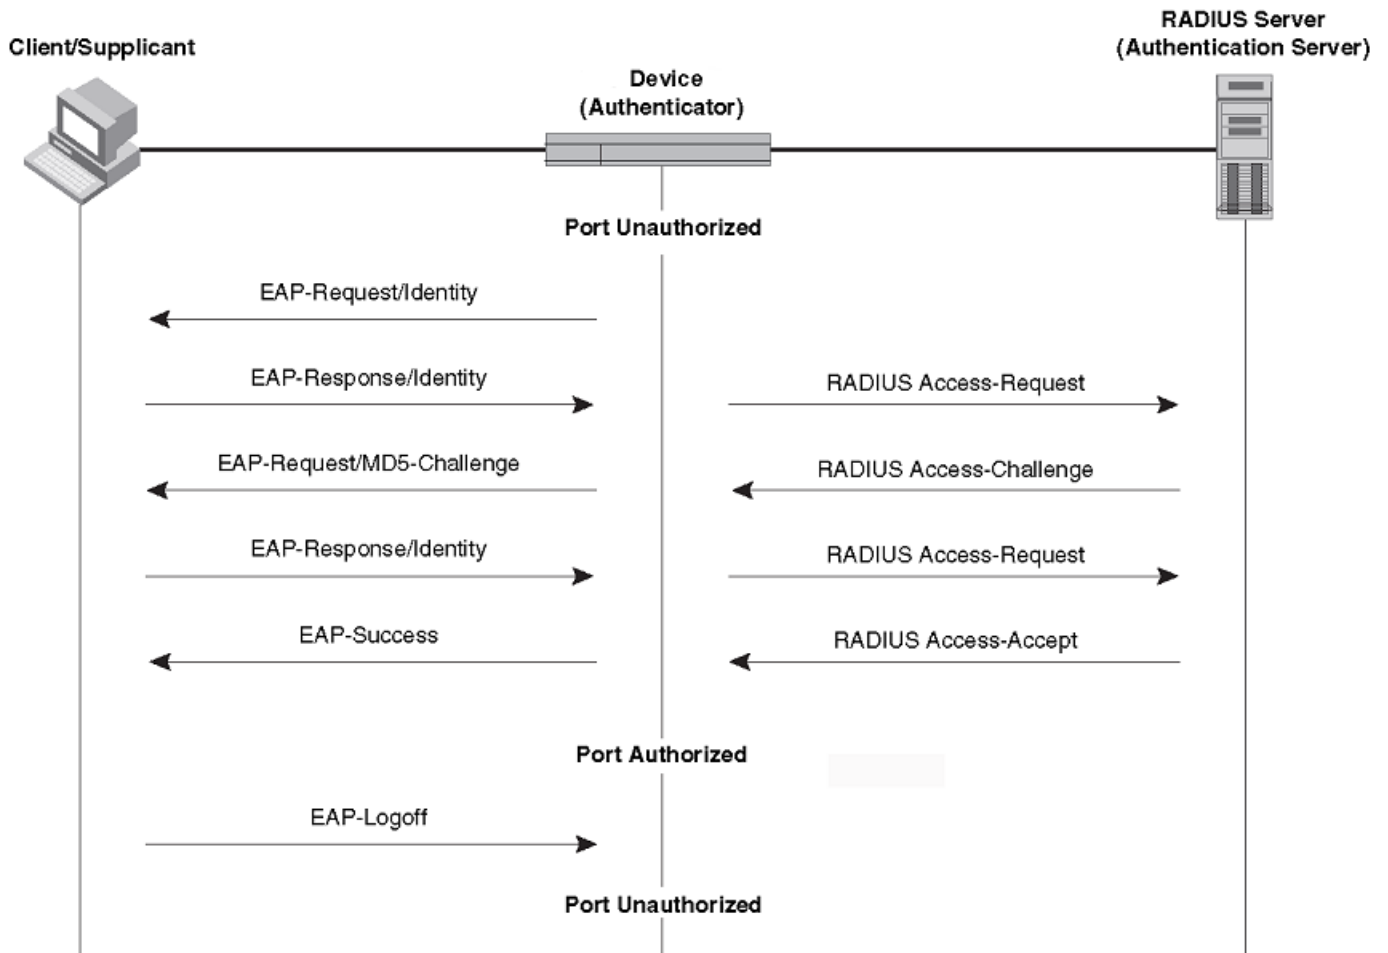 RADIUS Server
(Authentication Server)
Client/Supplicant
Device
(Authenticator)
Port Unauthorized
EAP-Request/Identity
EAP-Response/Identity
RADIUS Access-Request
EAP-Request/MD5-Challenge
RADIUS Access-Challenge
EAP-Response/Identity
RADIUS Access-Request
EAP-Success
RADIUS Access-Accept
Port Authorized
EAP-Logoff
Port Unauthorized